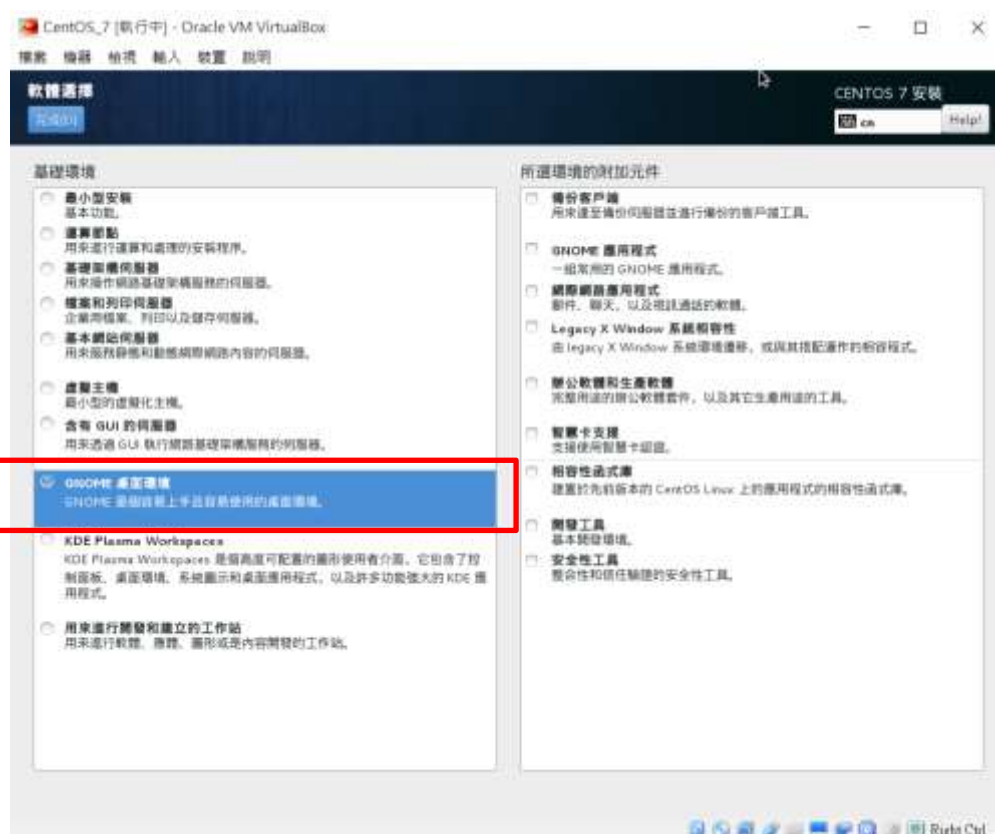 CentOS_7 [執行中] - Oracle VM VirtualBox
檔案 機器 檢視 輸入 裝置 說明
軟體選擇
完成(D)
CENTOS 7 安裝
cn
Help!
基礎環境
最小型安裝
基本功能。
運算節點
用來進行運算和處理的安裝程序。
基礎架構伺服器
用來操作網路基礎架構服務的伺服器。
檔案和列印伺服器
企業用檔案、列印以及儲存伺服器。
基本網站伺服器
用來服務靜態和動態網際網路內容的伺服器。
虛擬主機
最小型的虛擬化主機。
含有 GUI 的伺服器
用來透過 GUI 執行網路基礎架構服務的伺服器。
GNOME 桌面環境
GNOME 是個容易上手且容易使用的桌面環境。
KDE Plasma Workspaces
KDE Plasma Workspaces 是個高度可配置的圖形使用者介面，它包含了控
制面板、桌面環境、系統圖示和桌面應用程式，以及許多功能強大的 KDE 應
用程式。
用來進行開發和建立的工作站
用來進行軟體、硬體、圖形或是內容開發的工作站。
所選環境的附加元件
備份客戶端
用來連至備份伺服器並進行備份的客戶端工具。
GNOME 應用程式
一組常用的 GNOME 應用程式。
網際網路應用程式
郵件、聊天、以及視訊通話的軟體。
Legacy X Window 系統相容性
由 legacy X Window 系統環境遷移，或與其搭配運作的相容程式。
辦公軟體和生產軟體
完整用途的辦公軟體套件，以及其它生產用途的工具。
智慧卡支援
支援使用智慧卡認證。
相容性函式庫
建置於先前版本的 CentOS Linux 上的應用程式的相容性函式庫。
開發工具
基本開發環境。
安全性工具
整合性和信任驗證的安全性工具。
Right Ctrl